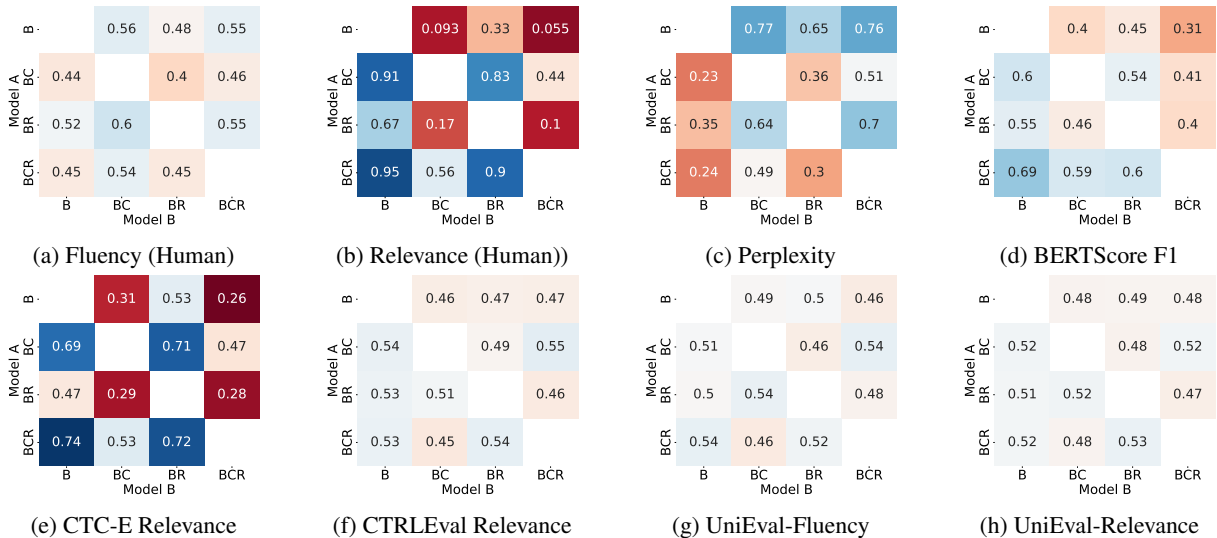 B 0.56 0.48 0.55
BC 0.44 0.4 0.46
BR 0.52 0.6 0.55
BCR 0.45 0.54 0.45
Model A
B BC BR BCR
Model B
(a) Fluency (Human)
B 0.093 0.33 0.055
BC 0.91 0.83 0.44
BR 0.67 0.17 0.1
BCR 0.95 0.56 0.9
Model A
B BC BR BCR
Model B
(b) Relevance (Human))
B 0.77 0.65 0.76
BC 0.23 0.36 0.51
BR 0.35 0.64 0.7
BCR 0.24 0.49 0.3
Model A
B BC BR BCR
Model B
(c) Perplexity
B 0.4 0.45 0.31
BC 0.6 0.54 0.41
BR 0.55 0.46 0.4
BCR 0.69 0.59 0.6
Model A
B BC BR BCR
Model B
(d) BERTScore F1
B 0.31 0.53 0.26
BC 0.69 0.71 0.47
BR 0.47 0.29 0.28
BCR 0.74 0.53 0.72
Model A
B BC BR BCR
Model B
(e) CTC-E Relevance
B 0.46 0.47 0.47
BC 0.54 0.49 0.55
BR 0.53 0.51 0.46
BCR 0.53 0.45 0.54
Model A
B BC BR BCR
Model B
(f) CTRLEval Relevance
B 0.49 0.5 0.46
BC 0.51 0.46 0.54
BR 0.5 0.54 0.48
BCR 0.54 0.46 0.52
Model A
B BC BR BCR
Model B
(g) UniEval-Fluency
B 0.48 0.49 0.48
BC 0.52 0.48 0.52
BR 0.51 0.52 0.47
BCR 0.52 0.48 0.53
Model A
B BC BR BCR
Model B
(h) UniEval-Relevance